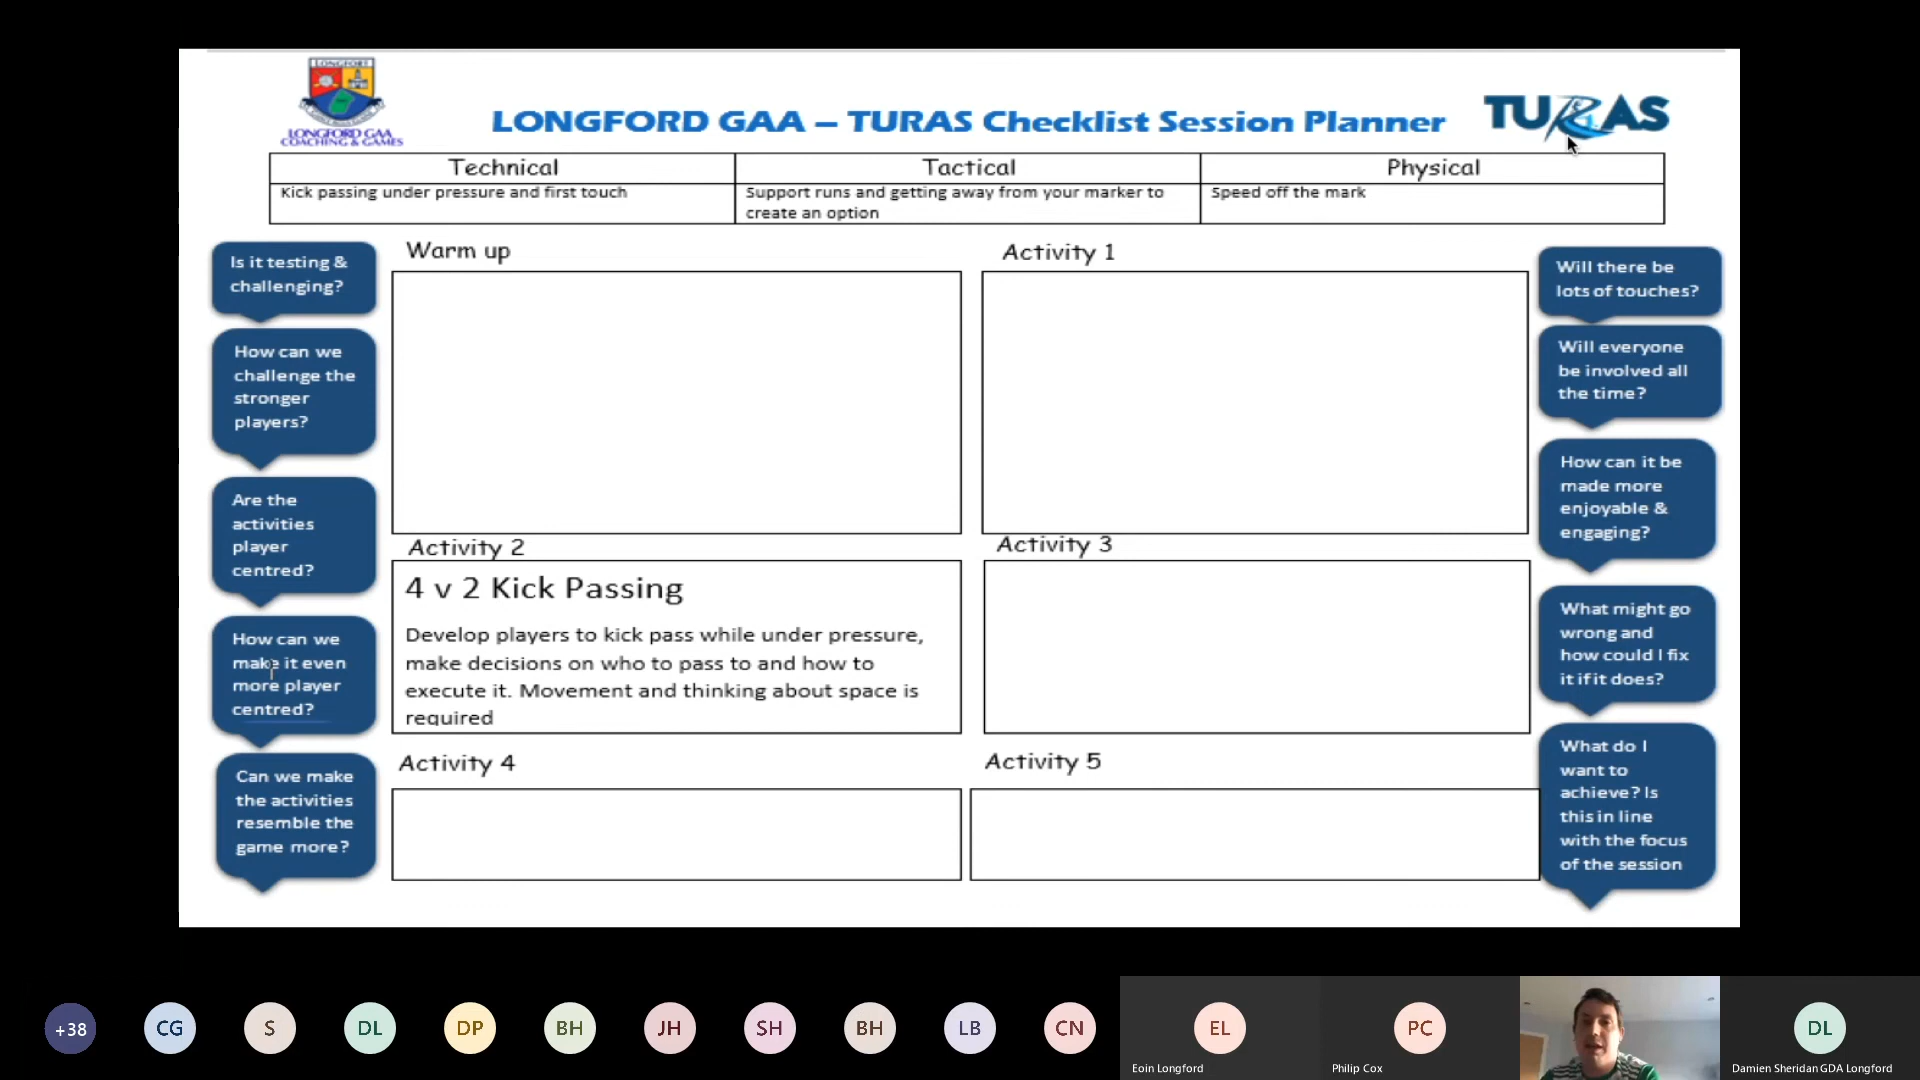 LONGFORD
LONGFORD GAA
COACHING & GAMES
LONGFORD GAA – TURAS Checklist Session Planner
TURAS
Technical
Tactical
Physical
Kick passing under pressure and first touch
Support runs and getting away from your marker to
create an option
Speed off the mark
Is it testing &
challenging?
How can we
challenge the
stronger
players?
Are the
activities
player
centred?
How can we
make it even
more player
centred?
Can we make
the activities
resemble the
game more?
Warm up
Activity 1
Activity 2
4 v 2 Kick Passing
Develop players to kick pass while under pressure,
make decisions on who to pass to and how to
execute it. Movement and thinking about space is
required
Activity 3
Activity 4
Activity 5
Will there be
lots of touches?
Will everyone
be involved all
the time?
How can it be
made more
enjoyable &
engaging?
What might go
wrong and
how could I fix
it if it does?
What do I
want to
achieve? Is
this in line
with the focus
of the session
+38
CG
S
DL
DP
BH
JH
SH
BH
LB
CN
EL
Eoin Longford
PC
Philip Cox
DL
Damien Sheridan GDA Longford